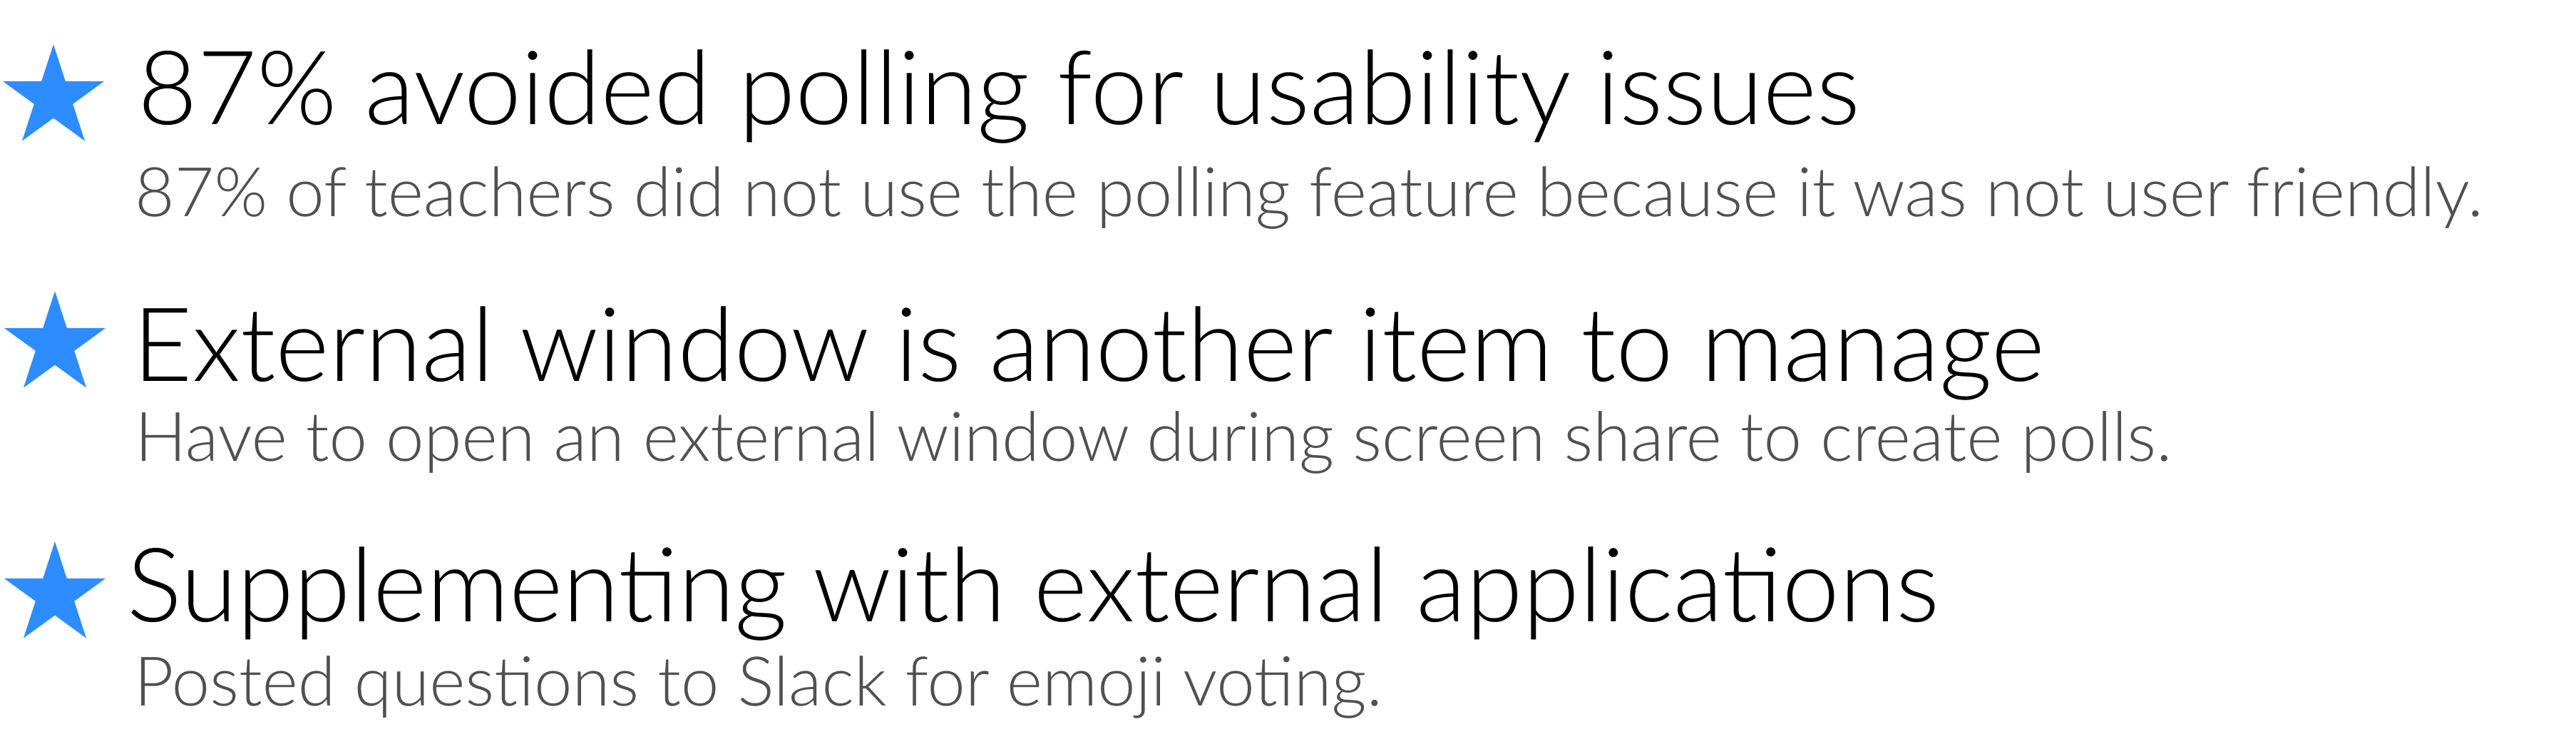 87% avoided polling for usability issues
87% of teachers did not use the polling feature because it was not user friendly.
External window is another item to manage
Have to open an external window during screen share to create polls.
Supplementing with external applications
Posted questions to Slack for emoji voting.